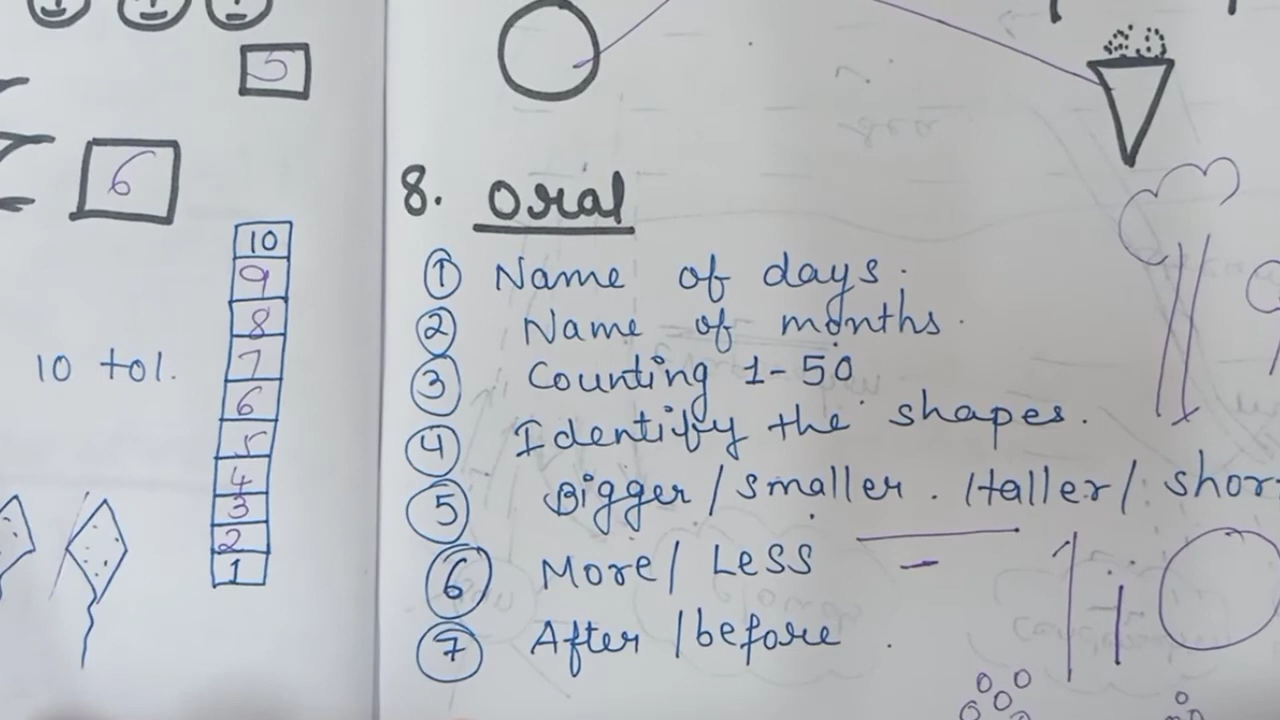 5
6
10 to1.
10
9
8
7
6
5
4
3
2
1
8. Oral
① Name of days.
② Name of months.
③ Counting 1-50
④ Identify the shapes.
⑤ Bigger/smaller. /taller/ shor
⑥ More/ Less
⑦ After /before